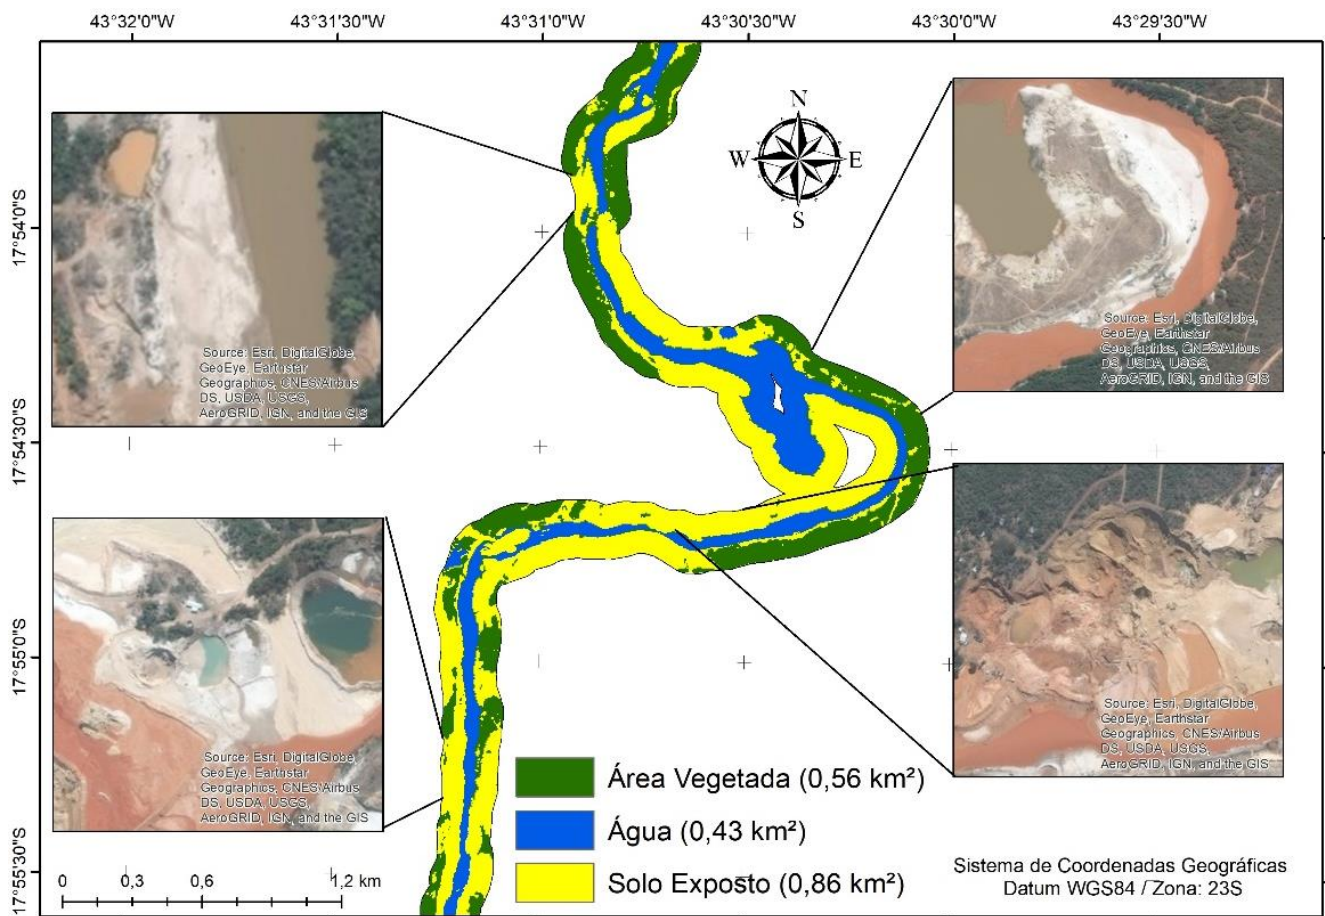 43°32'0"W
43°31'30"W
43°31'0"W
43°30'30"W
43°30'0"W
43°29'30"W
17°54'0"S
17°54'30"S
17°55'0"S
17°55'30"S
N
W
E
S
Source: Esri, DigitalGlobe,
GeoEye, Earthstar
Geographics, CNES/Airbus
DS, USDA, USGS,
AeroGRID, IGN, and the GIS
Source: Esri, DigitalGlobe,
GeoEye, Earthstar
Geographics, CNES/Airbus
DS, USDA, USGS,
AeroGRID, IGN, and the GIS
Source: Esri, DigitalGlobe,
GeoEye, Earthstar
Geographics, CNES/Airbus
DS, USDA, USGS,
AeroGRID, IGN, and the GIS
Source: Esri, DigitalGlobe,
GeoEye, Earthstar
Geographics, CNES/Airbus
DS, USDA, USGS,
AeroGRID, IGN, and the GIS
Área Vegetada (0,56 km²)
Água (0,43 km²)
Solo Exposto (0,86 km²)
0 0,3 0,6 1,2 km
Sistema de Coordenadas Geográficas
Datum WGS84 / Zona: 23S